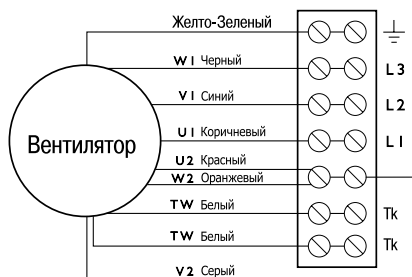 Желто-Зеленый
W1 Черный L3
V1 Синий L2
U1 Коричневый L1
Вентилятор
U2 Красный
W2 Оранжевый
TW Белый Tk
TW Белый Tk
V2 Серый